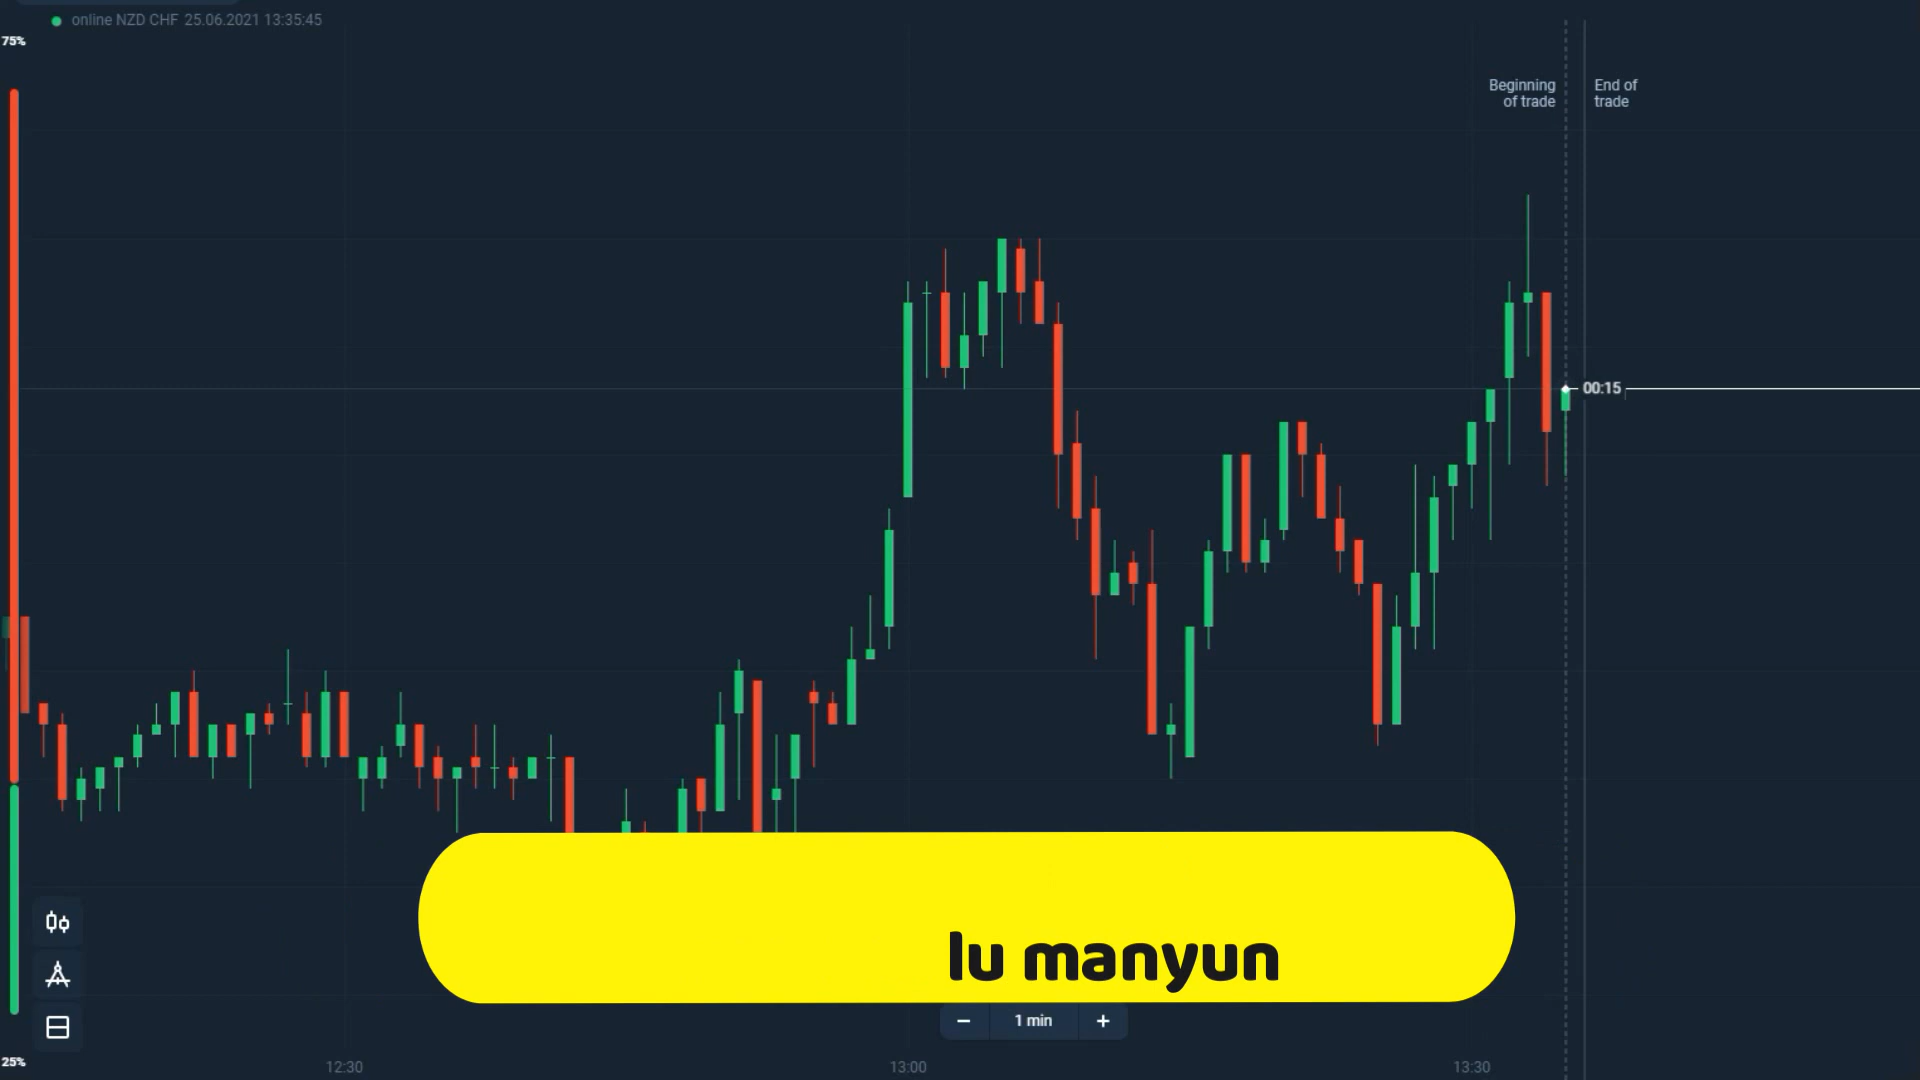 online NZD CHF 25.06.2021 13:35:45
75%
Beginning
of trade
End of
trade
00:15
lu manyun
1 min
25%
12:30
13:00
13:30